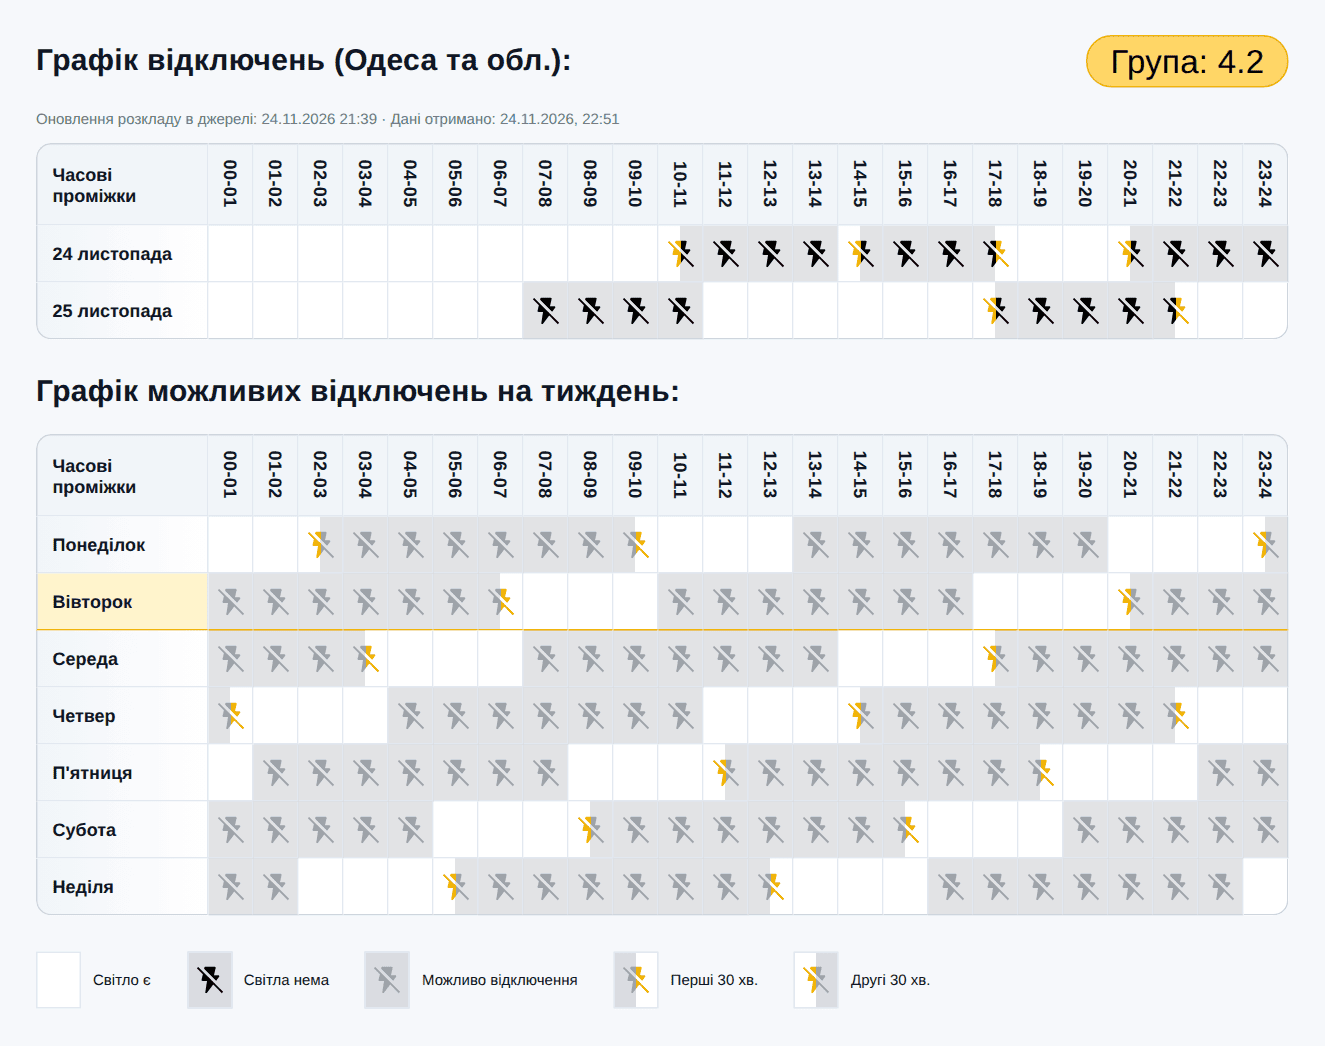 Графік відключень (Одеса та обл.):
Група: 4.2
Оновлення розкладу в джерелі: 24.11.2026 21:39 · Дані отримано: 24.11.2026, 22:51
Часові проміжки 00-01 01-02 02-03 03-04 04-05 05-06 06-07 07-08 08-09 09-10 10-11 11-12 12-13 13-14 14-15 15-16 16-17 17-18 18-19 19-20 20-21 21-22 22-23 23-24
24 листопада
25 листопада
Графік можливих відключень на тиждень:
Часові проміжки 00-01 01-02 02-03 03-04 04-05 05-06 06-07 07-08 08-09 09-10 10-11 11-12 12-13 13-14 14-15 15-16 16-17 17-18 18-19 19-20 20-21 21-22 22-23 23-24
Понеділок
Вівторок
Середа
Четвер
П'ятниця
Субота
Неділя
Світло є Світла нема Можливо відключення Перші 30 хв. Другі 30 хв.